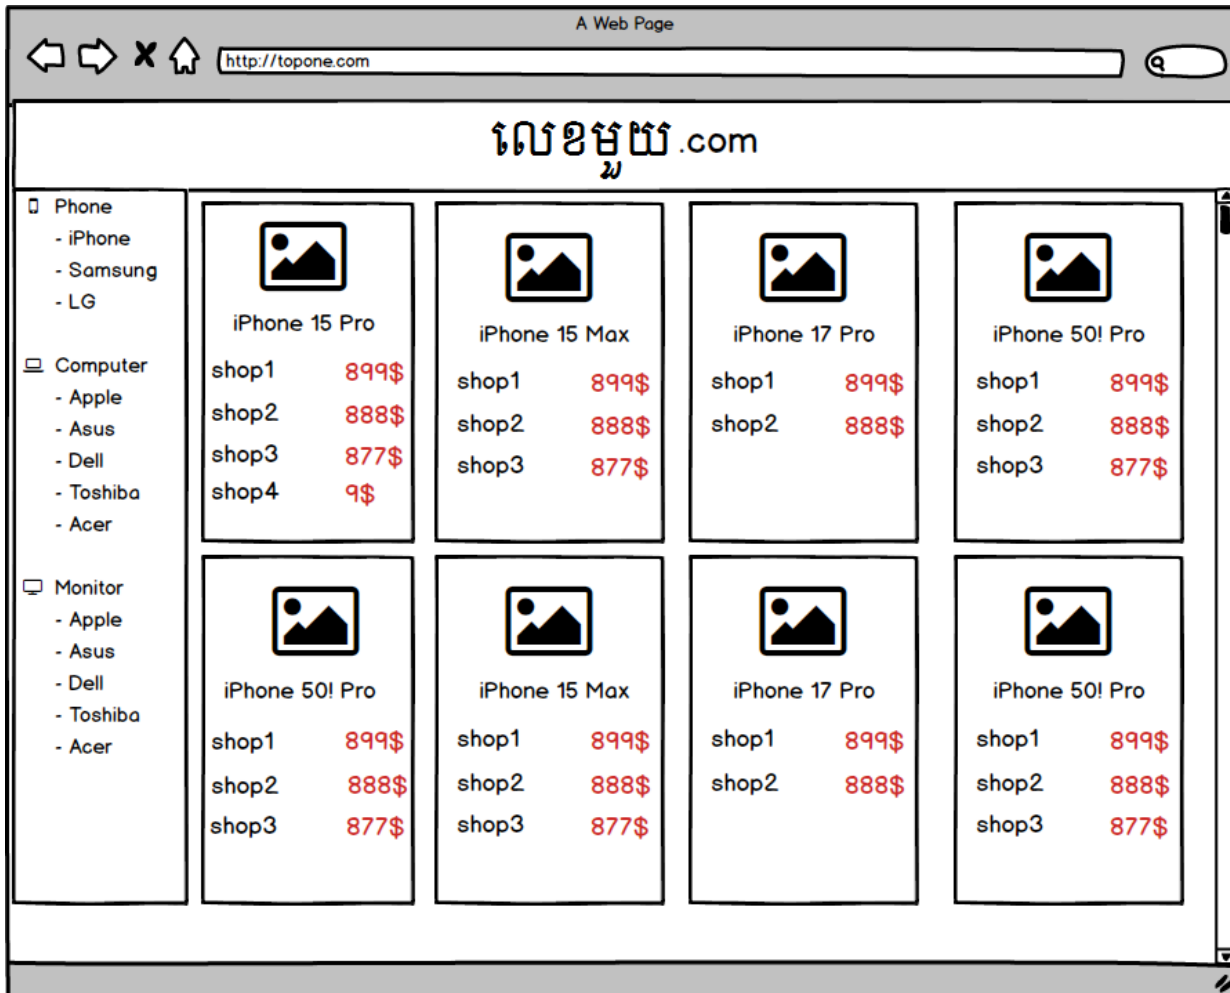 A Web Page
http://topone.com
លេខមួយ.com
Phone
- iPhone
- Samsung
- LG
Computer
- Apple
- Asus
- Dell
- Toshiba
- Acer
Monitor
- Apple
- Asus
- Dell
- Toshiba
- Acer
iPhone 15 Pro
shop1 899$
shop2 888$
shop3 877$
shop4 9$
iPhone 15 Max
shop1 899$
shop2 888$
shop3 877$
iPhone 17 Pro
shop1 899$
shop2 888$
iPhone 50! Pro
shop1 899$
shop2 888$
shop3 877$
iPhone 50! Pro
shop1 899$
shop2 888$
shop3 877$
iPhone 15 Max
shop1 899$
shop2 888$
shop3 877$
iPhone 17 Pro
shop1 899$
shop2 888$
iPhone 50! Pro
shop1 899$
shop2 888$
shop3 877$